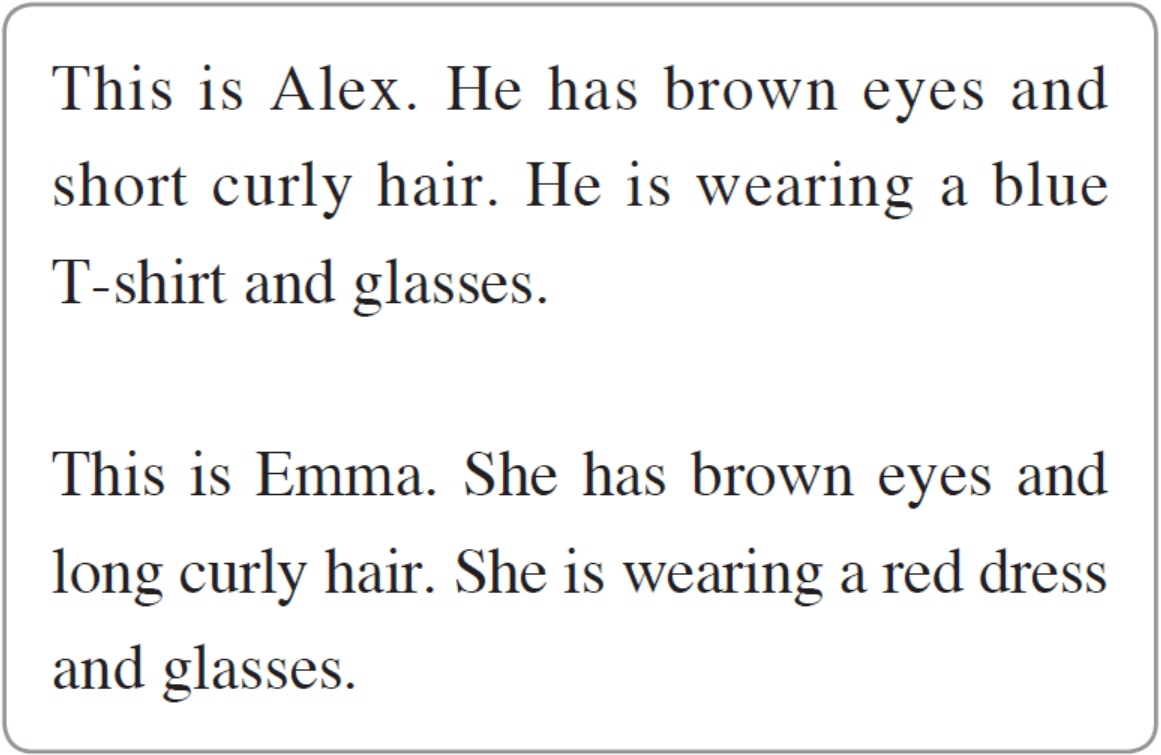 This is Alex. He has brown eyes and
short curly hair. He is wearing a blue
T-shirt and glasses.
This is Emma. She has brown eyes and
long curly hair. She is wearing a red dress
and glasses.